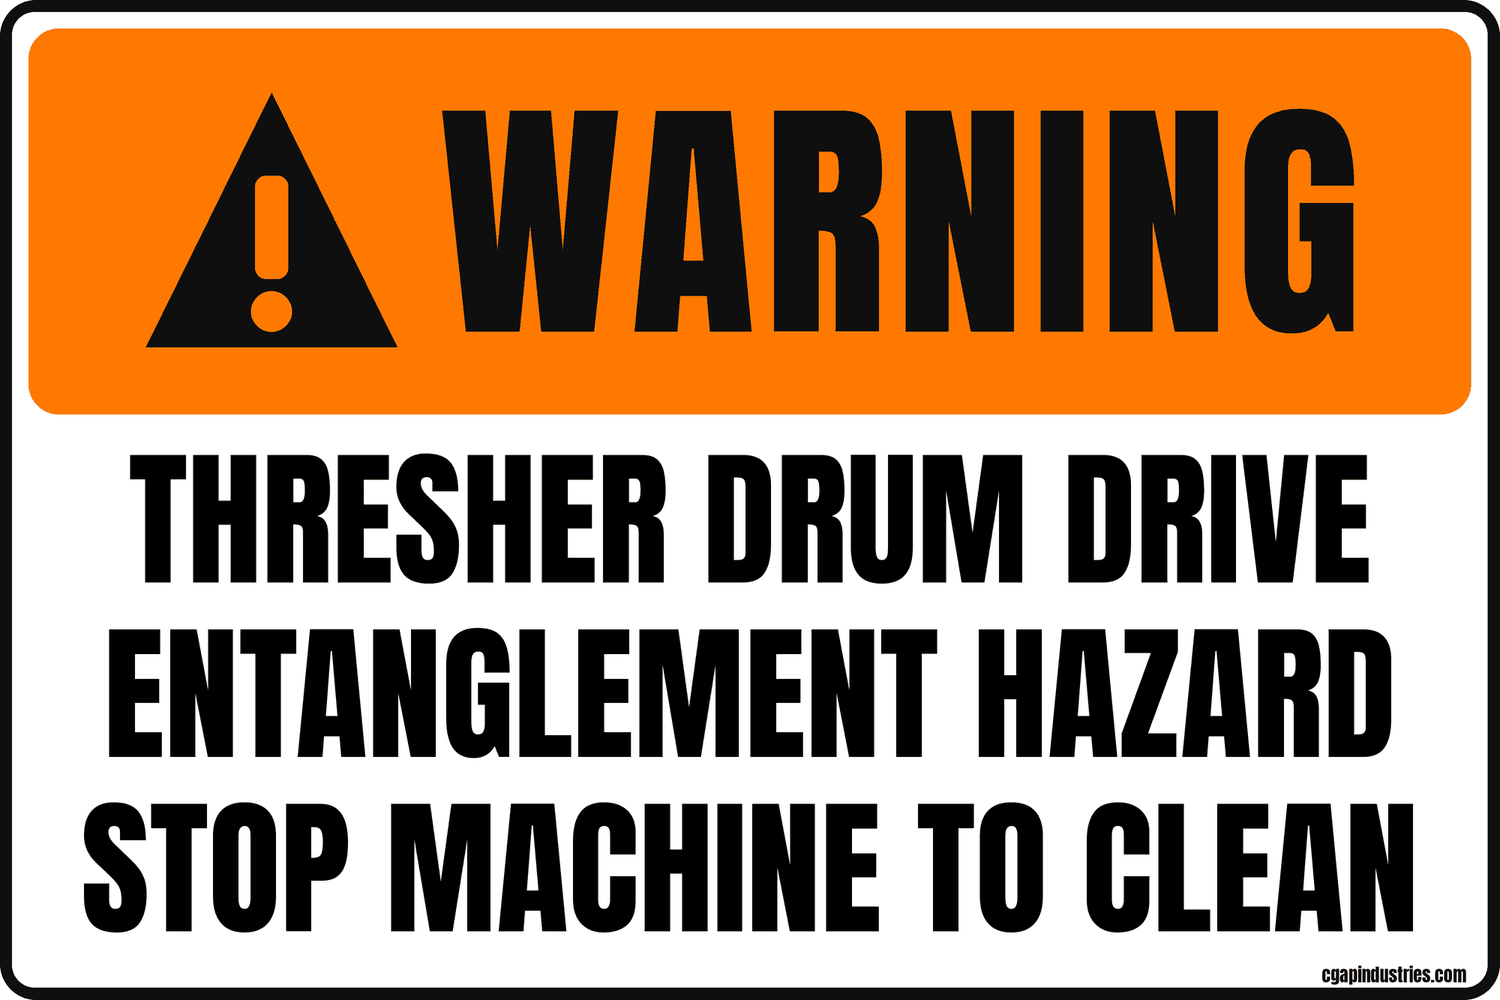 WARNING
THRESHER DRUM DRIVE
ENTANGLEMENT HAZARD
STOP MACHINE TO CLEAN
cgapindustries.com